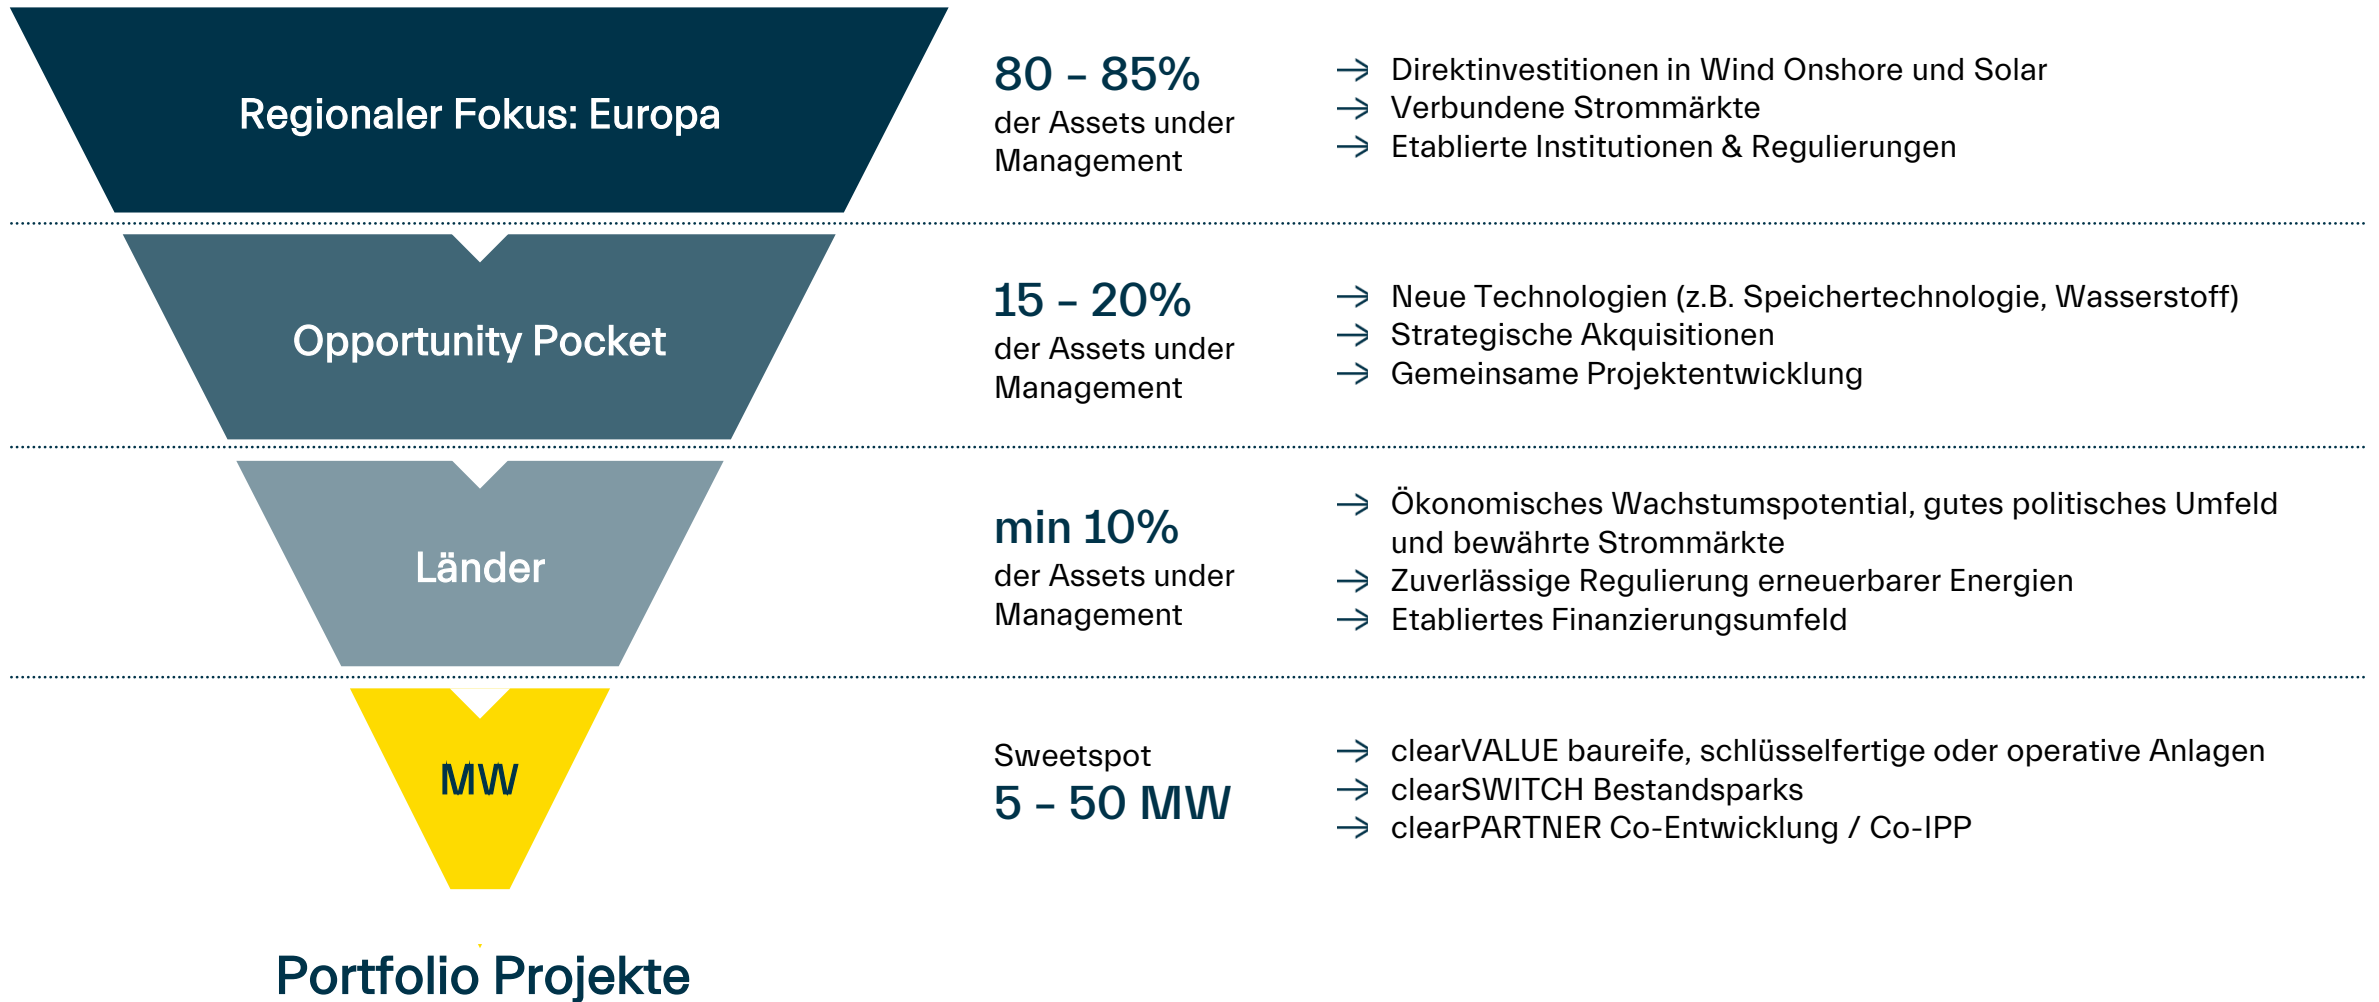 Regionaler Fokus: Europa
80 – 85%
der Assets under
Management
→ Direktinvestitionen in Wind Onshore und Solar
→ Verbundene Strommärkte
→ Etablierte Institutionen & Regulierungen
Opportunity Pocket
15 – 20%
der Assets under
Management
→ Neue Technologien (z.B. Speichertechnologie, Wasserstoff)
→ Strategische Akquisitionen
→ Gemeinsame Projektentwicklung
Länder
min 10%
der Assets under
Management
→ Ökonomisches Wachstumspotential, gutes politisches Umfeld
und bewährte Strommärkte
→ Zuverlässige Regulierung erneuerbarer Energien
→ Etabliertes Finanzierungsumfeld
MW
Sweetspot
5 – 50 MW
→ clearVALUE baureife, schlüsselfertige oder operative Anlagen
→ clearSWITCH Bestandsparks
→ clearPARTNER Co-Entwicklung / Co-IPP
Portfolio Projekte